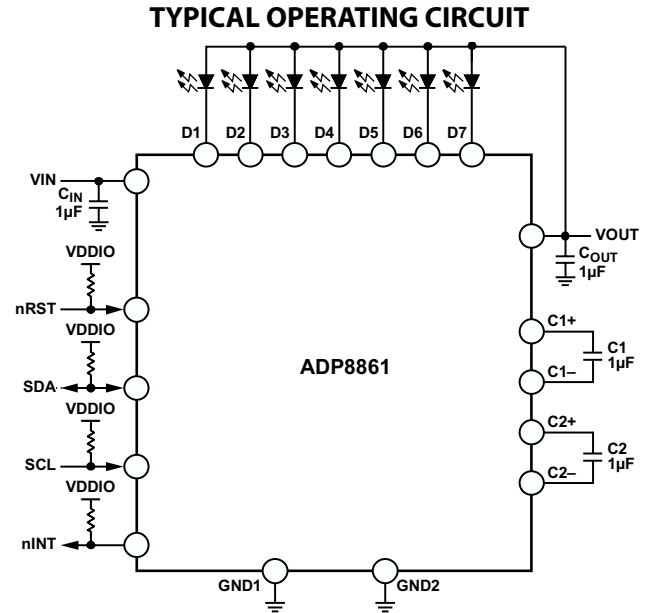 TYPICAL OPERATING CIRCUIT
D1
D2
D3
D4
D5
D6
D7
VIN
CIN
1µF
VOUT
COUT
1µF
VDDIO
nRST
C1+
C1–
C1
1µF
VDDIO
SDA
ADP8861
VDDIO
SCL
C2+
C2–
C2
1µF
VDDIO
nINT
GND1
GND2